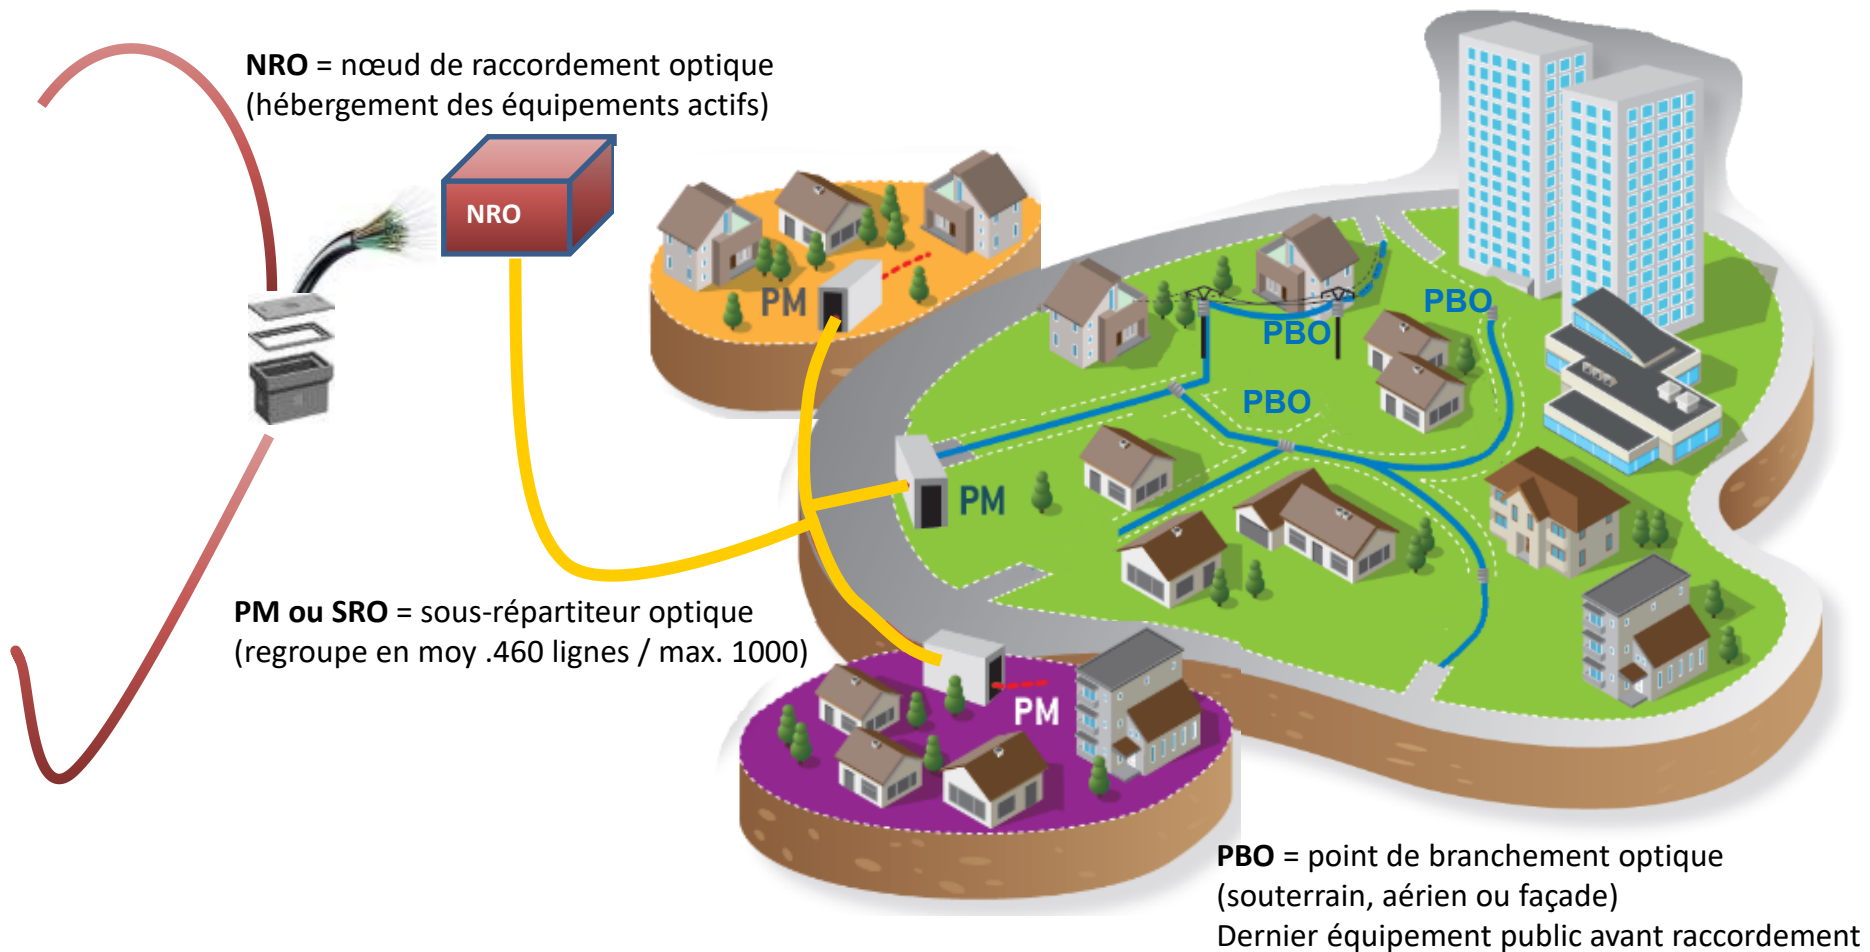 NRO = nœud de raccordement optique
(hébergement des équipements actifs)
NRO
PM
PBO
PBO
PBO
PM
PM ou SRO = sous-répartiteur optique
(regroupe en moy .460 lignes / max. 1000)
PM
PBO = point de branchement optique
(souterrain, aérien ou façade)
Dernier équipement public avant raccordement